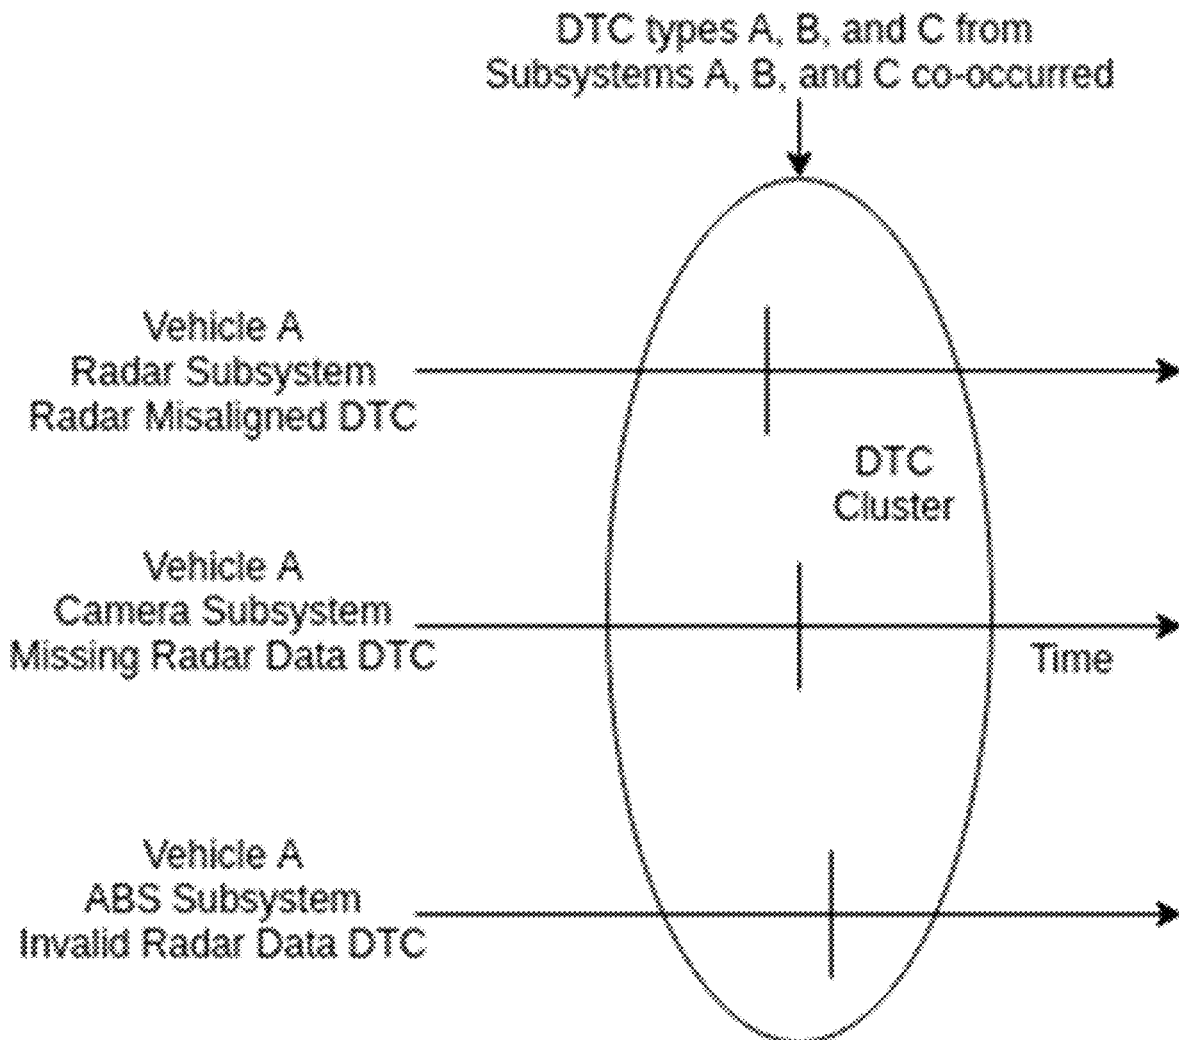 DTC types A, B, and C from
Subsystems A, B, and C co-occurred
Vehicle A
Radar Subsystem
Radar Misaligned DTC
DTC
Cluster
Vehicle A
Camera Subsystem
Missing Radar Data DTC
Time
Vehicle A
ABS Subsystem
Invalid Radar Data DTC